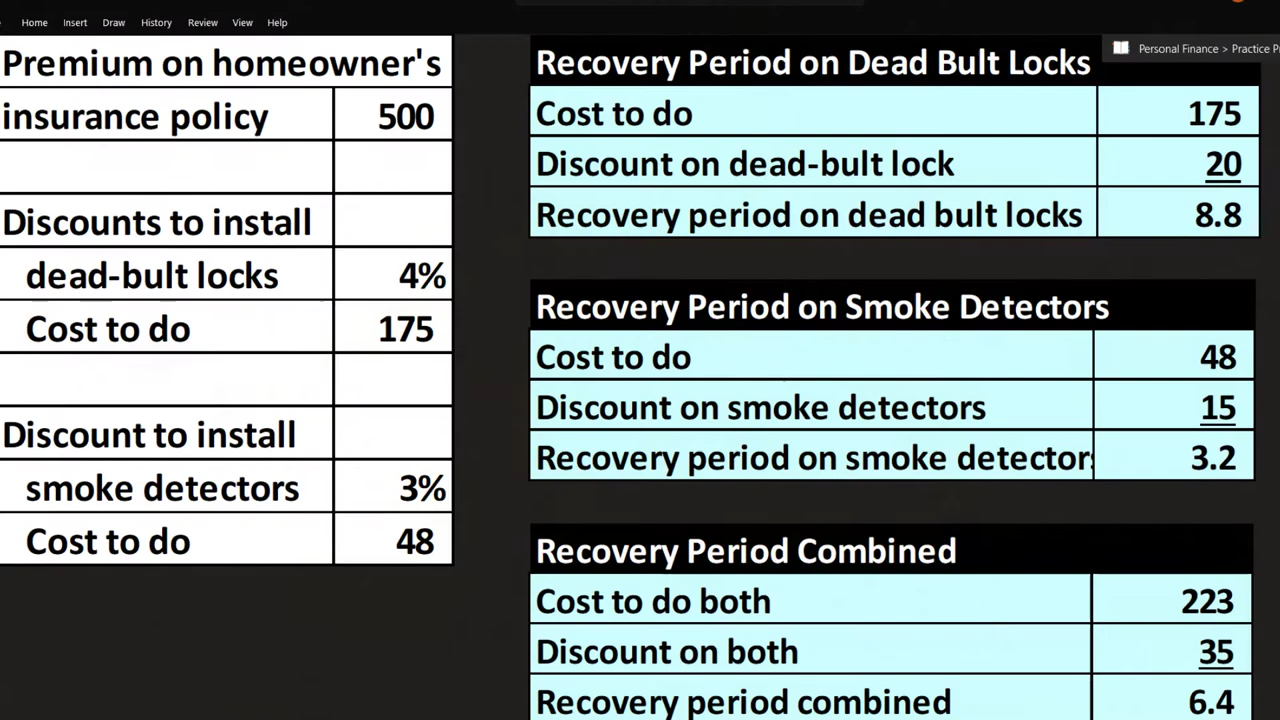 Home Insert Draw History Review View Help
Personal Finance > Practice
Premium on homeowner's
insurance policy 500
Discounts to install
dead-bult locks 4%
Cost to do 175
Discount to install
smoke detectors 3%
Cost to do 48
Recovery Period on Dead Bult Locks
Cost to do 175
Discount on dead-bult lock 20
Recovery period on dead bult locks 8.8
Recovery Period on Smoke Detectors
Cost to do 48
Discount on smoke detectors 15
Recovery period on smoke detectors 3.2
Recovery Period Combined
Cost to do both 223
Discount on both 35
Recovery period combined 6.4